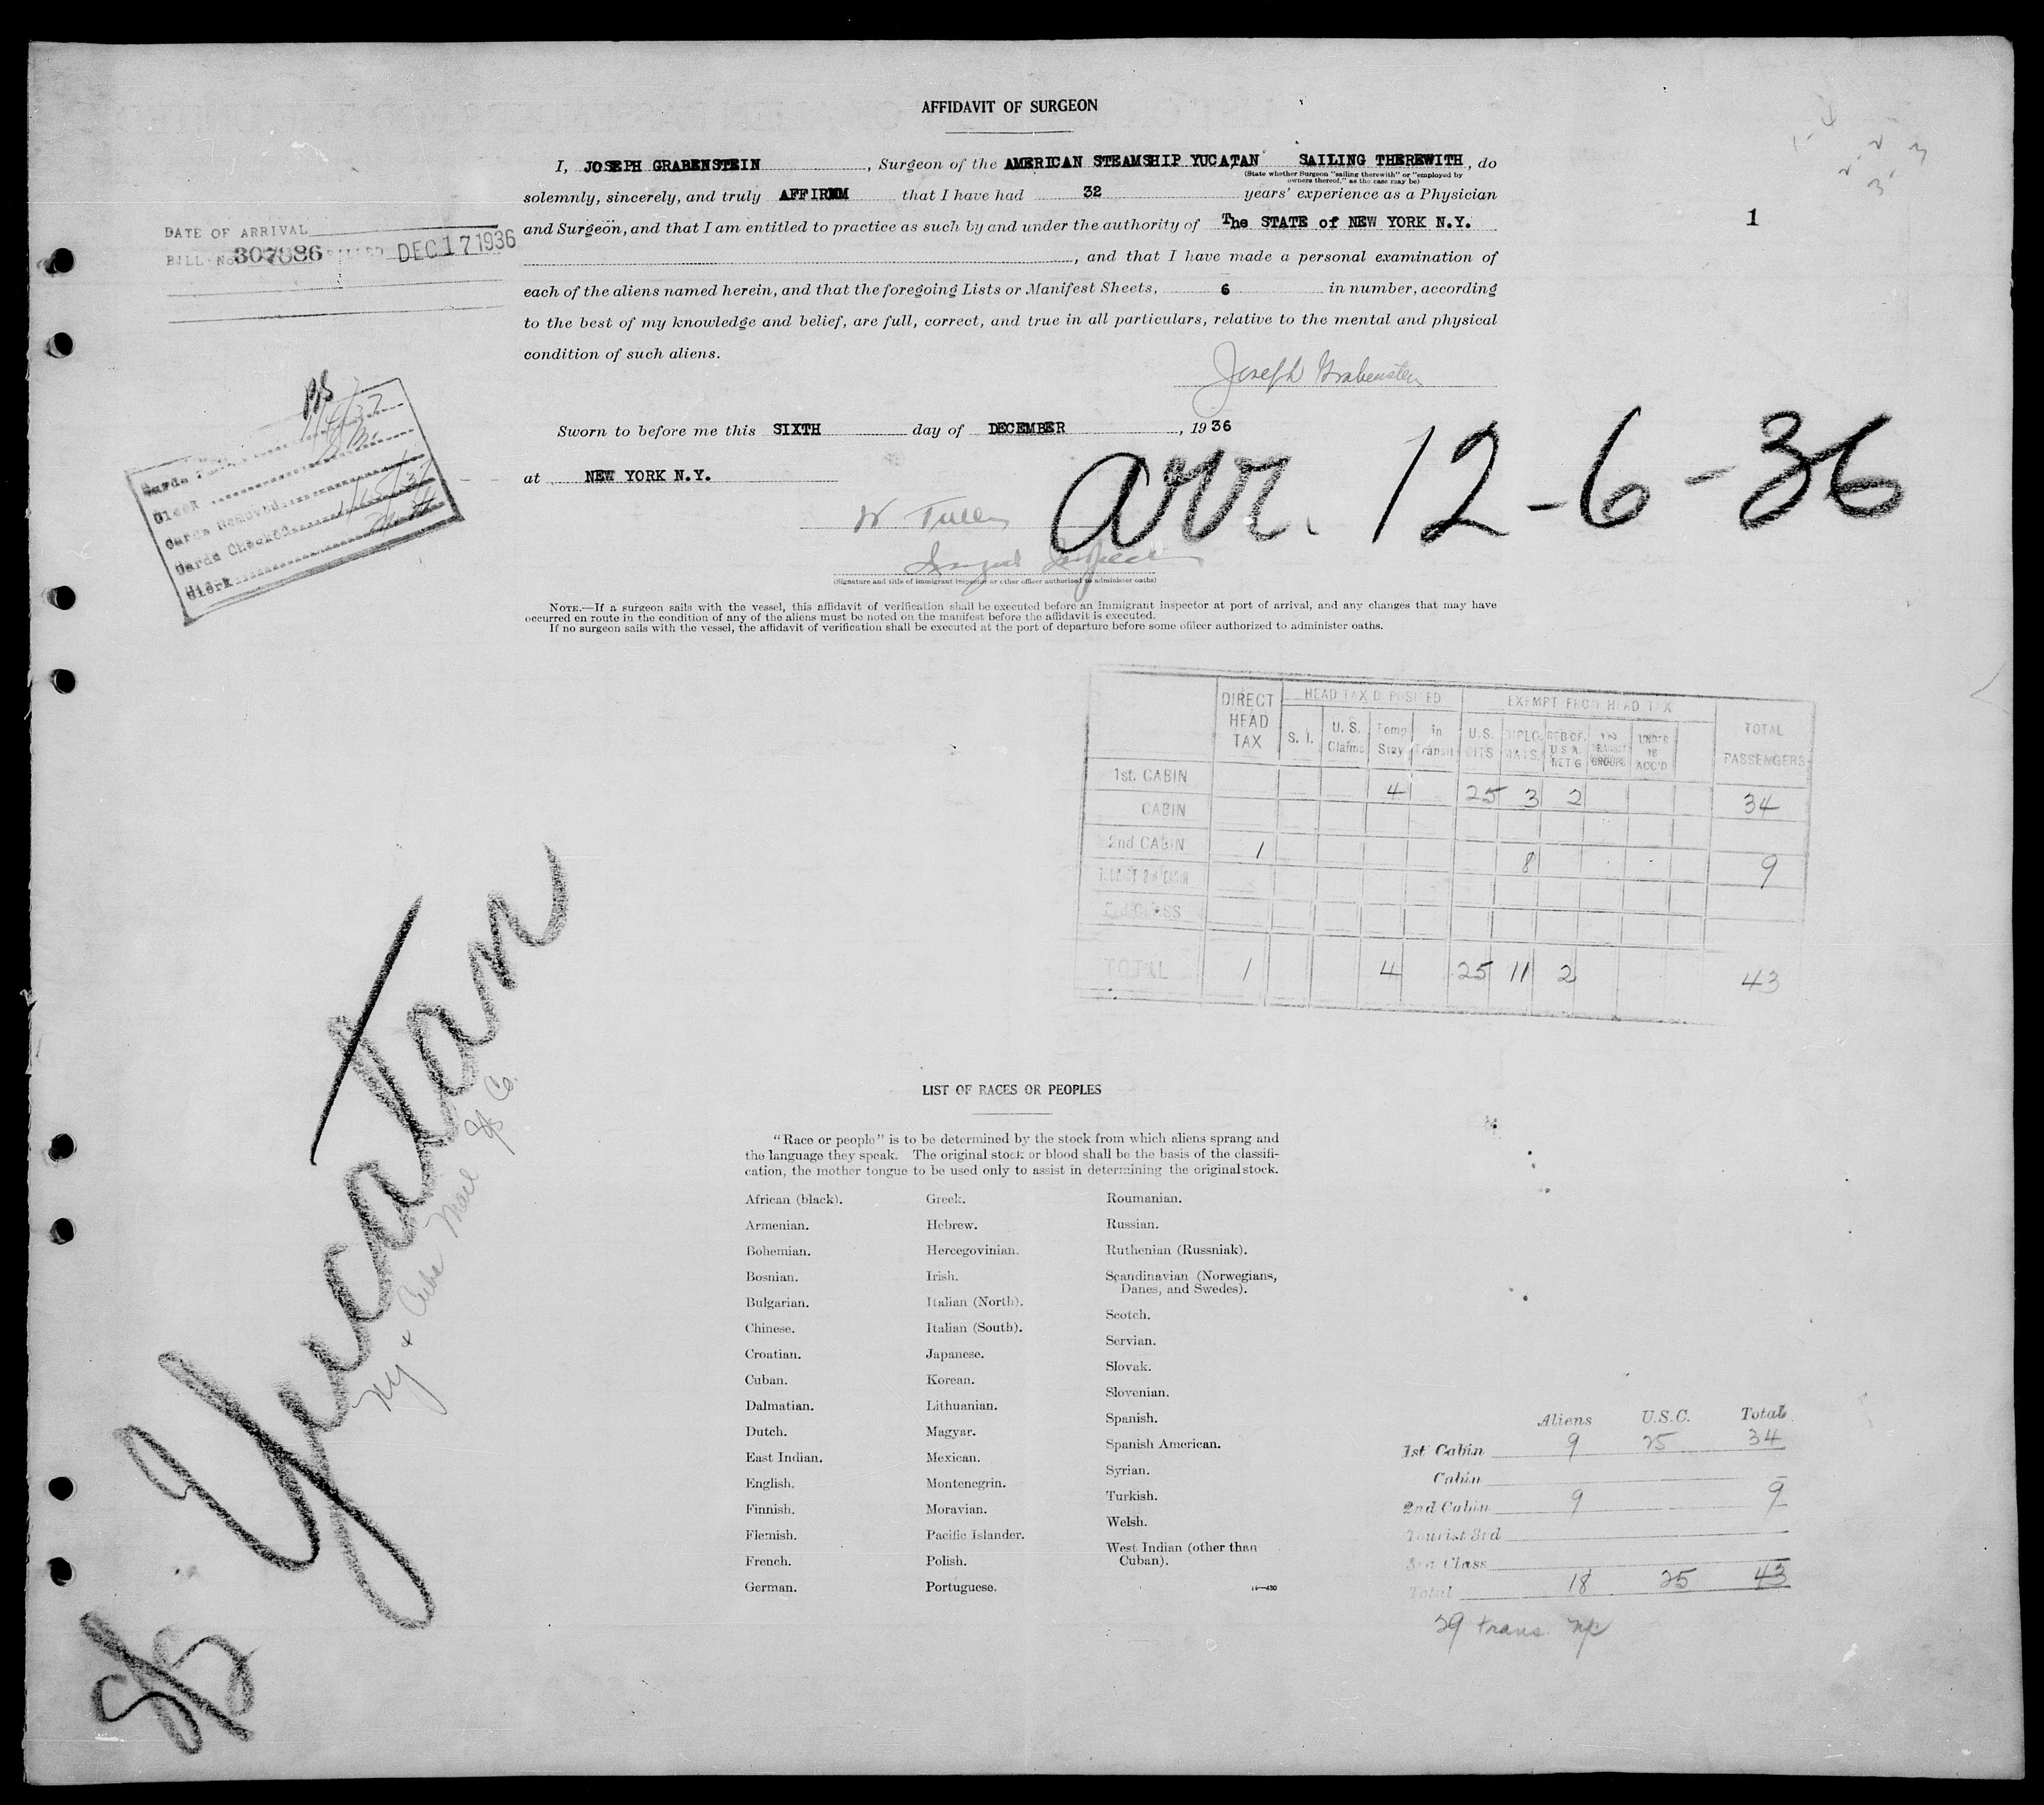 AFFIDAVIT OF SURGEON
I, JOSEPH GRABENSTEIN, Surgeon of the AMERICAN STEAMSHIP YUCATAN SAILING THEREWITH, do
(State whether Surgeon "sailing therewith" or "employed by
owners thereof," as the case may be)
solemnly, sincerely, and truly AFFIRMM that I have had 32 years' experience as a Physician
and Surgeon, and that I am entitled to practice as such by and under the authority of The STATE of NEW YORK N.Y.
, and that I have made a personal examination of
each of the aliens named herein, and that the foregoing Lists or Manifest Sheets, 6 in number, according
to the best of my knowledge and belief, are full, correct, and true in all particulars, relative to the mental and physical
condition of such aliens.
Joseph Grabenstein
Sworn to before me this SIXTH day of DECEMBER, 1936
at NEW YORK N.Y.
1
DATE OF ARRIVAL
BILL No. 307886 BILLED DEC 17 1936
Clerk
Cards Removed
Cards Checked
Clerk
arr. 12-6-36
W Tully
(Signature and title of immigrant inspector or other officer authorized to administer oaths)
NOTE.—If a surgeon sails with the vessel, this affidavit of verification shall be executed before an immigrant inspector at port of arrival, and any changes that may have
occurred en route in the condition of any of the aliens must be noted on the manifest before the affidavit is executed.
If no surgeon sails with the vessel, the affidavit of verification shall be executed at the port of departure before some officer authorized to administer oaths.
DIRECT HEAD TAX
HEAD TAX DEPOSITED
EXEMPT FROM HEAD TAX
TOTAL PASSENGERS
S. I. U. S. Claims Temp Stay in Transit U.S. CITS DIPLO-MATS. REB OF. U S A. NET G IN TRANSIT GROUPS UNDER 16 ACC'D
1st. CABIN 4 25 3 2 34
CABIN
2nd CABIN 1 8 9
TOURIST 3rd CABIN
3rd CLASS
TOTAL 1 4 25 11 2 43
SS Yucatan
NY & Cuba Mail SS Co.
LIST OF RACES OR PEOPLES
"Race or people" is to be determined by the stock from which aliens sprang and
the language they speak. The original stock or blood shall be the basis of the classifi-
cation, the mother tongue to be used only to assist in determining the original stock.
African (black).
Armenian.
Bohemian.
Bosnian.
Bulgarian.
Chinese.
Croatian.
Cuban.
Dalmatian.
Dutch.
East Indian.
English.
Finnish.
Flemish.
French.
German.
Greek.
Hebrew.
Hercegovinian.
Irish.
Italian (North).
Italian (South).
Japanese.
Korean.
Lithuanian.
Magyar.
Mexican.
Montenegrin.
Moravian.
Pacific Islander.
Polish.
Portuguese.
Roumanian.
Russian.
Ruthenian (Russniak).
Scandinavian (Norwegians,
Danes, and Swedes).
Scotch.
Servian.
Slovak.
Slovenian.
Spanish.
Spanish American.
Syrian.
Turkish.
Welsh.
West Indian (other than
Cuban).
Aliens U.S.C. Total
1st Cabin 9 25 34
Cabin
2nd Cabin 9 9
Tourist 3rd
3rd Class
Total 18 25 43